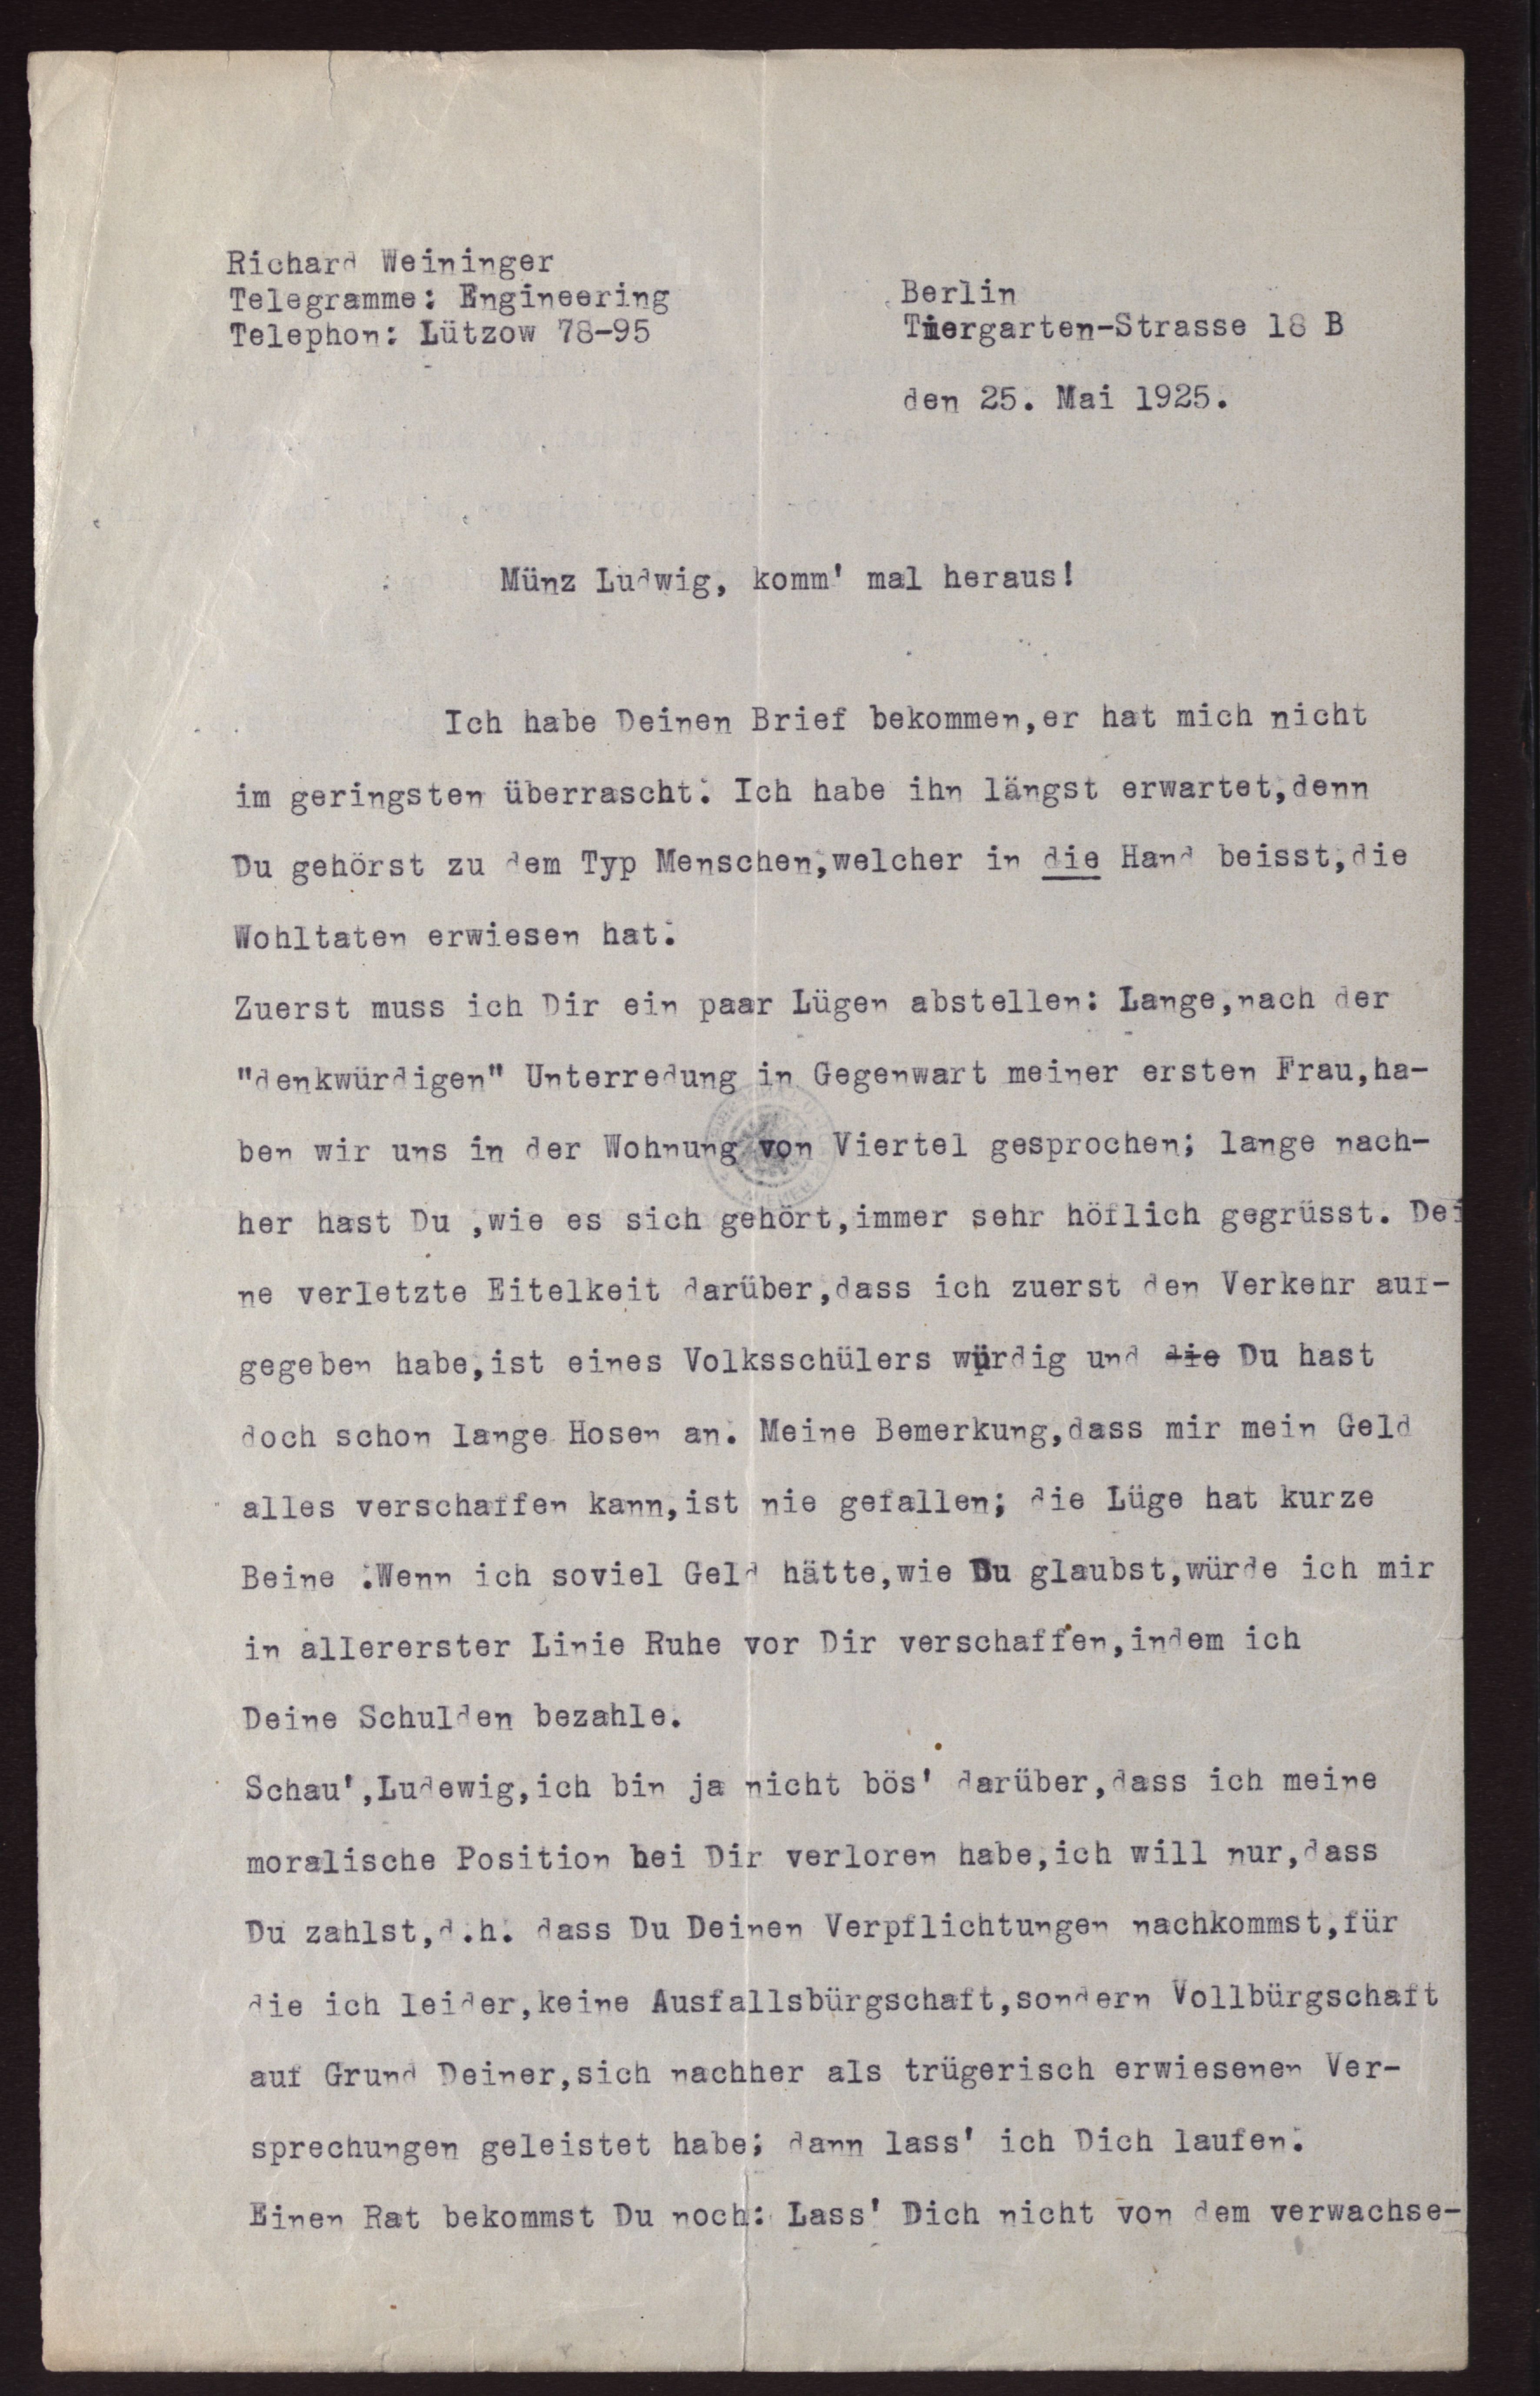 Richard Weininger
Telegramme: Engineering
Telephon: Lützow 78-95
Berlin
Tiergarten-Strasse 18 B
den 25. Mai 1925.
Münz Ludwig, komm' mal heraus!
Ich habe Deinen Brief bekommen,er hat mich nicht
im geringsten überrascht. Ich habe ihn längst erwartet,denn
Du gehörst zu dem Typ Menschen,welcher in die Hand beisst,die
Wohltaten erwiesen hat.
Zuerst muss ich Dir ein paar Lügen abstellen: Lange,nach der
"denkwürdigen" Unterredung in Gegenwart meiner ersten Frau,ha-
ben wir uns in der Wohnung von Viertel gesprochen; lange nach-
her hast Du ,wie es sich gehört,immer sehr höflich gegrüsst. Dei
ne verletzte Eitelkeit darüber,dass ich zuerst den Verkehr auf-
gegeben habe,ist eines Volksschülers würdig und die Du hast
doch schon lange Hosen an. Meine Bemerkung,dass mir mein Geld
alles verschaffen kann,ist nie gefallen; die Lüge hat kurze
Beine .Wenn ich soviel Geld hätte,wie Du glaubst,würde ich mir
in allererster Linie Ruhe vor Dir verschaffen,indem ich
Deine Schulden bezahle.
Schau',Ludewig,ich bin ja nicht bös' darüber,dass ich meine
moralische Position bei Dir verloren habe,ich will nur,dass
Du zahlst,d.h. dass Du Deinen Verpflichtungen nachkommst,für
die ich leider,keine Ausfallsbürgschaft,sondern Vollbürgschaft
auf Grund Deiner,sich nachher als trügerisch erwiesenen Ver-
sprechungen geleistet habe; dann lass' ich Dich laufen.
Einen Rat bekommst Du noch: Lass' Dich nicht von dem verwachse-